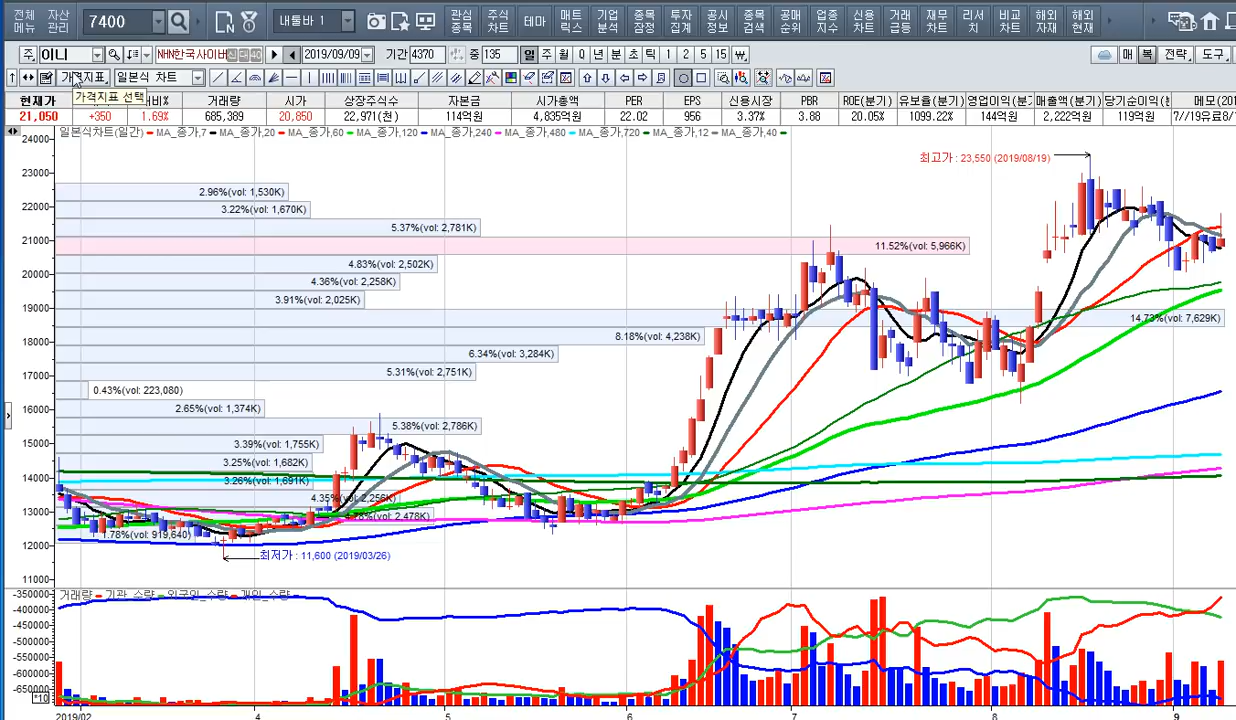 전체 메뉴
자산 관리
7400
내툴바 1
관심 종목
주식 차트
테마
매트 릭스
기업 분석
종목 잠정
투자 집계
공시 정보
종목 검색
공매 순위
업종 지수
신용 거래
거래 급등
재무 차트
리서 치
비교 차트
해외 자재
해외 현재
주 이니 NHN한국사이버 신 대 40 2019/09/09 기간 4370 중 135 일 주 월 Q 년 분 초 틱 1 2 5 15 ₩ 매 복 전략 도구
가격지표 일본식 차트
가격지표 선택
현재가 대비% 거래량 시가 상장주식수 자본금 시가총액 PER EPS 신용시장 PBR ROE(분기) 유보율(분기) 영업이익(분기 매출액(분기) 당기순이익(분 메모(201
21,050 +350 1.69% 685,389 20,850 22,971(천) 114억원 4,835억원 22.02 956 3.37% 3.88 20.05% 1099.22% 144억원 2,222억원 119억원 7//19유료8/1
일본식차트(일간) MA_종가,7 MA_종가,20 MA_종가,60 MA_종가,120 MA_종가,240 MA_종가,480 MA_종가,720 MA_종가,12 MA_종가,40
24000
최고가 : 23,550 (2019/08/19)
23000
2.96%(vol: 1,530K)
22000
3.22%(vol: 1,670K)
5.37%(vol: 2,781K)
21000
11.52%(vol: 5,966K)
4.83%(vol: 2,502K)
20000
4.36%(vol: 2,258K)
3.91%(vol: 2,025K)
19000
14.73%(vol: 7,629K)
8.18%(vol: 4,238K)
18000
6.34%(vol: 3,284K)
5.31%(vol: 2,751K)
17000
0.43%(vol: 223,080)
16000
2.65%(vol: 1,374K)
5.38%(vol: 2,786K)
15000
3.39%(vol: 1,755K)
3.25%(vol: 1,682K)
14000
3.26%(vol: 1,691K)
4.35%(vol: 2,256K)
13000
4.78%(vol: 2,478K)
1.78%(vol: 919,640)
12000
최저가 : 11,600 (2019/03/26)
11000
거래량 기관_수량 외국인_수량 개인_수량
-350000
-400000
-450000
-500000
-550000
-600000
-650000
*10
2019/02 4 5 6 7 8 9